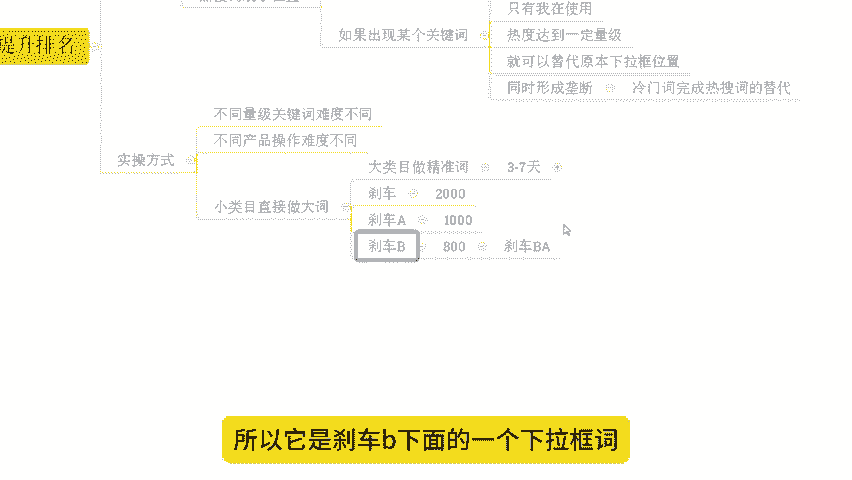 只有我在使用
如果出现某个关键词
热度达到一定量级
提升排名
就可以替代原本下拉框位置
同时形成垄断
冷门词完成热搜词的替代
不同量级关键词难度不同
不同产品操作难度不同
实操方式
大类目做精准词
3-7天
刹车
2000
小类目直接做大词
刹车A
1000
刹车B
800
刹车BA
所以它是刹车b下面的一个下拉框词